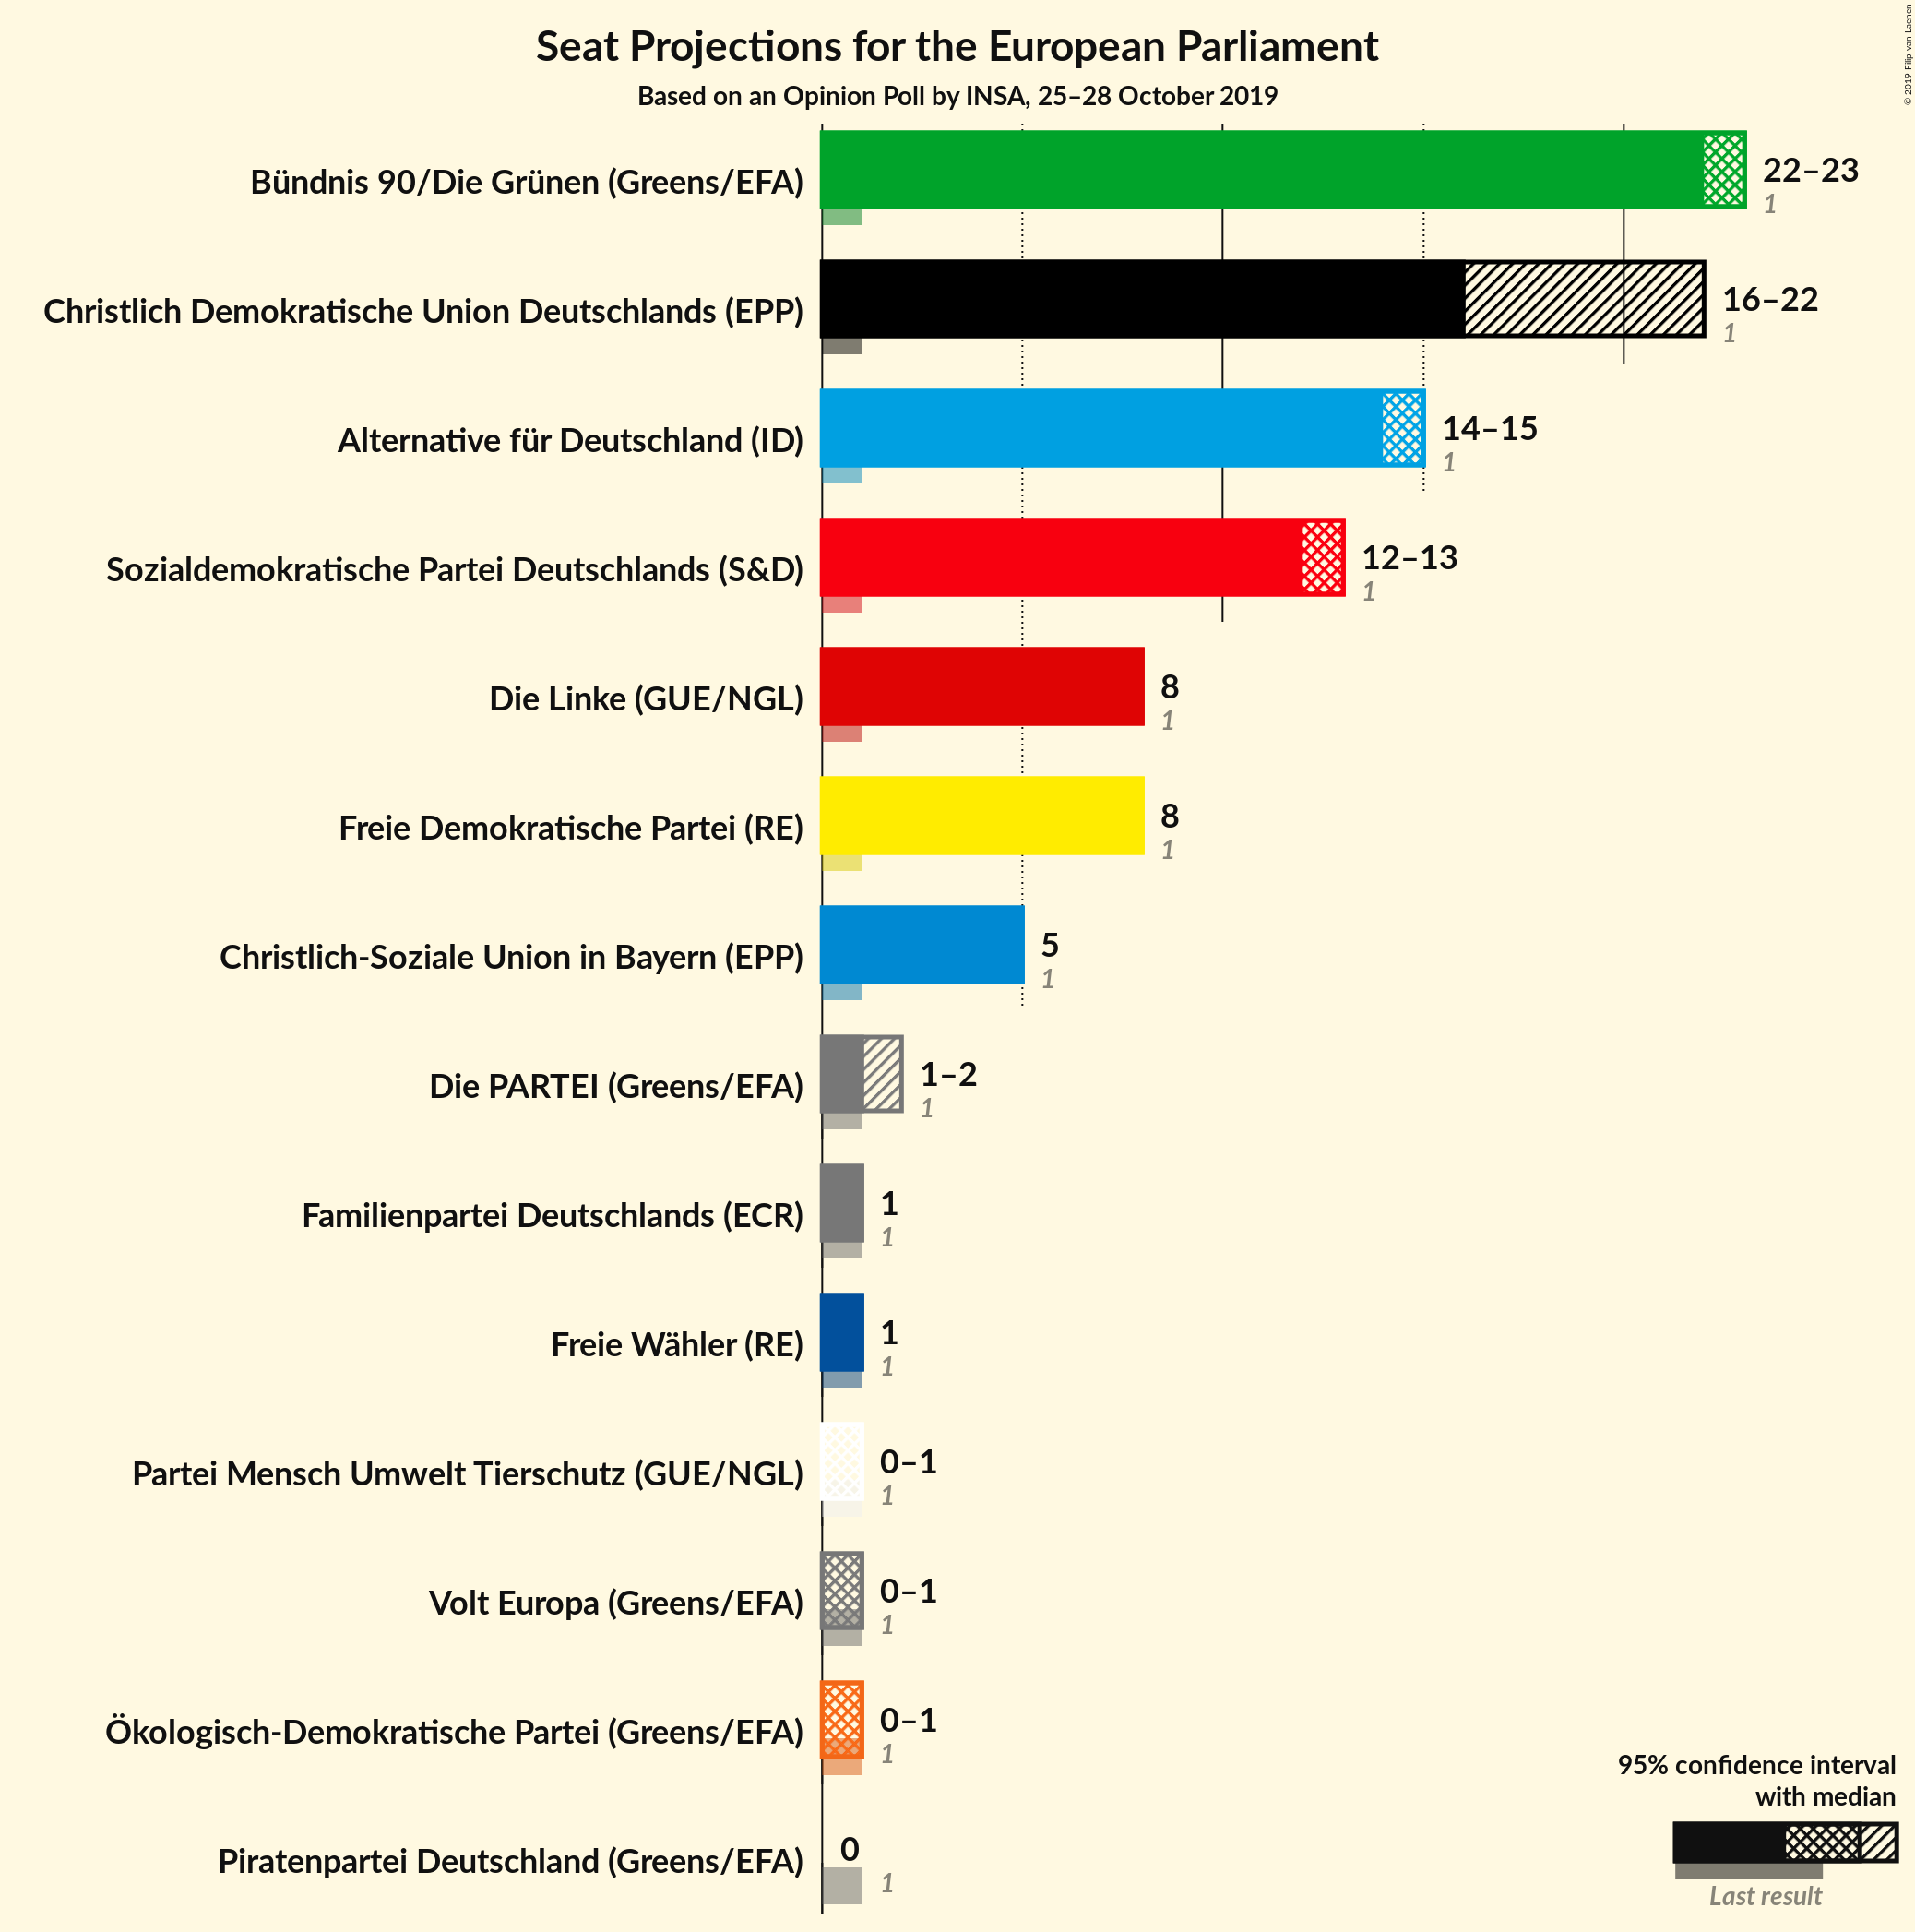 Seat Projections for the European Parliament
Based on an Opinion Poll by INSA, 25–28 October 2019
© 2019 Filip van Laenen
Bündnis 90/Die Grünen (Greens/EFA)
22–23
1
Christlich Demokratische Union Deutschlands (EPP)
16–22
1
Alternative für Deutschland (ID)
14–15
1
Sozialdemokratische Partei Deutschlands (S&D)
12–13
1
Die Linke (GUE/NGL)
8
1
Freie Demokratische Partei (RE)
8
1
Christlich-Soziale Union in Bayern (EPP)
5
1
Die PARTEI (Greens/EFA)
1–2
1
Familienpartei Deutschlands (ECR)
1
1
Freie Wähler (RE)
1
1
Partei Mensch Umwelt Tierschutz (GUE/NGL)
0–1
1
Volt Europa (Greens/EFA)
0–1
1
Ökologisch-Demokratische Partei (Greens/EFA)
0–1
1
Piratenpartei Deutschland (Greens/EFA)
0
1
95% confidence interval
with median
Last result